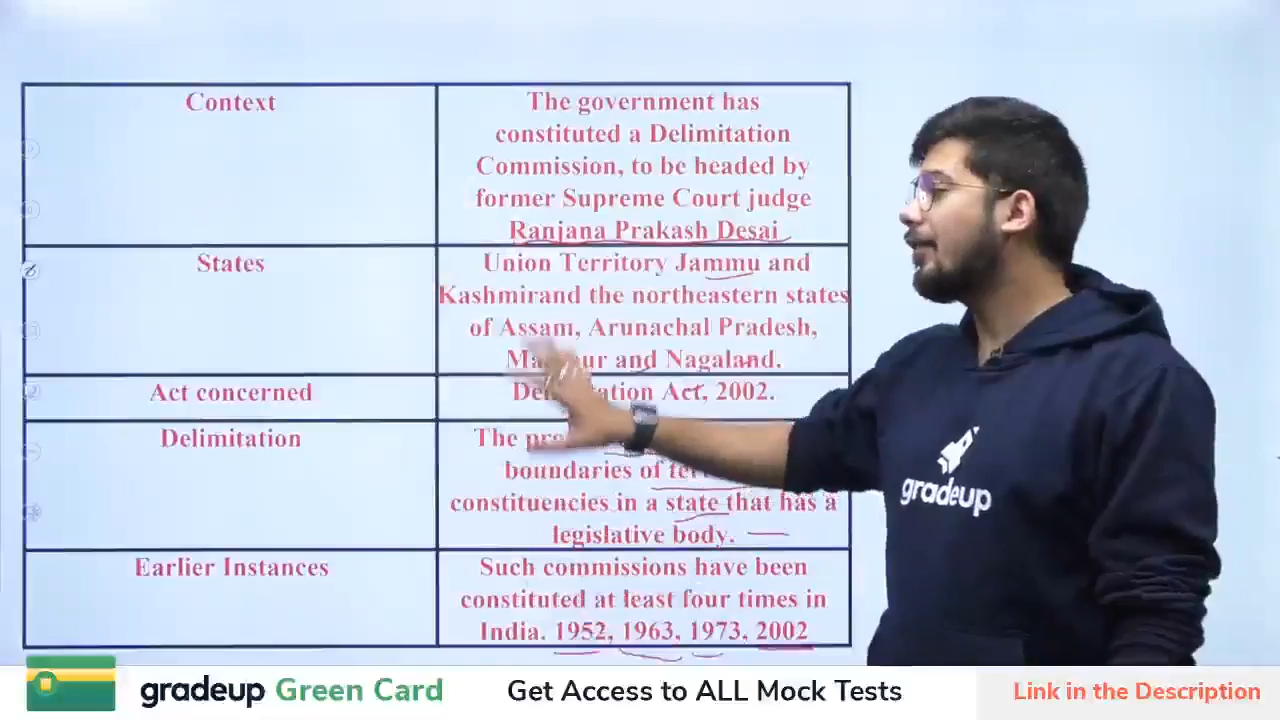 Context
The government has
constituted a Delimitation
Commission, to be headed by
former Supreme Court judge
Ranjana Prakash Desai
States
Union Territory Jammu and
Kashmirand the northeastern states
of Assam, Arunachal Pradesh,
and Nagaland.
Act concerned
Act, 2002.
Delimitation
The
boundaries of
constituencies in a state that has a
legislative body.
Earlier Instances
Such commissions have been
constituted at least four times in
India. 1952, 1963, 1973, 2002
gradeup
gradeup Green Card
Get Access to ALL Mock Tests
Link in the Description